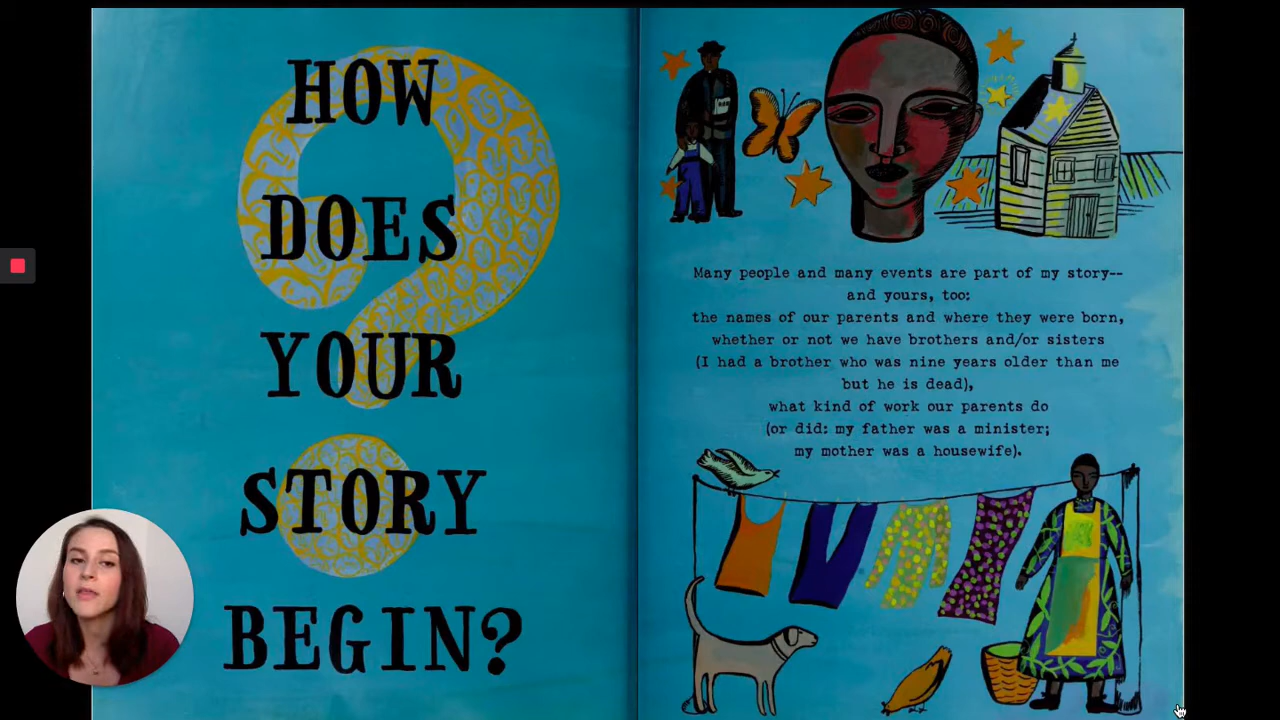 HOW
DOES
YOUR
STORY
BEGIN?
Many people and many events are part of my story--
and yours, too:
the names of our parents and where they were born,
whether or not we have brothers and/or sisters
(I had a brother who was nine years older than me
but he is dead),
what kind of work our parents do
(or did: my father was a minister;
my mother was a housewife).